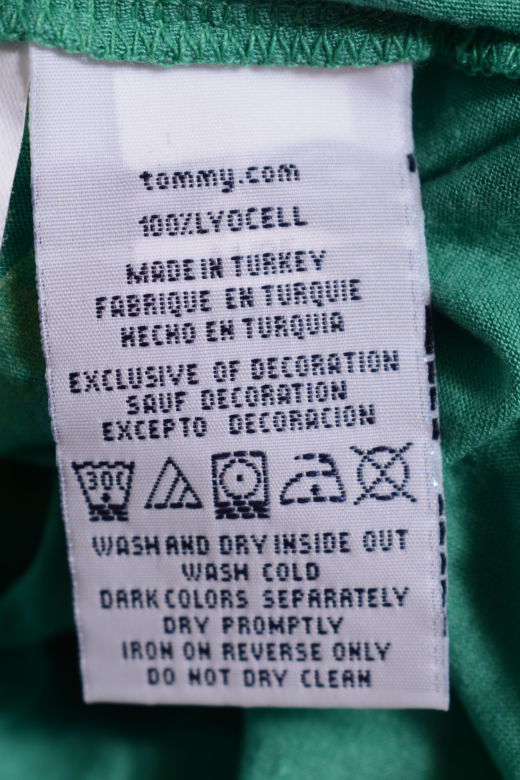 tommy.com
100%LYOCELL
MADE IN TURKEY
FABRIQUE EN TURQUIE
HECHO EN TURQUIA
EXCLUSIVE OF DECORATION
SAUF DECORATION
EXCEPTO DECORACION
30C
WASH AND DRY INSIDE OUT
WASH COLD
DARK COLORS SEPARATELY
DRY PROMPTLY
IRON ON REVERSE ONLY
DO NOT DRY CLEAN